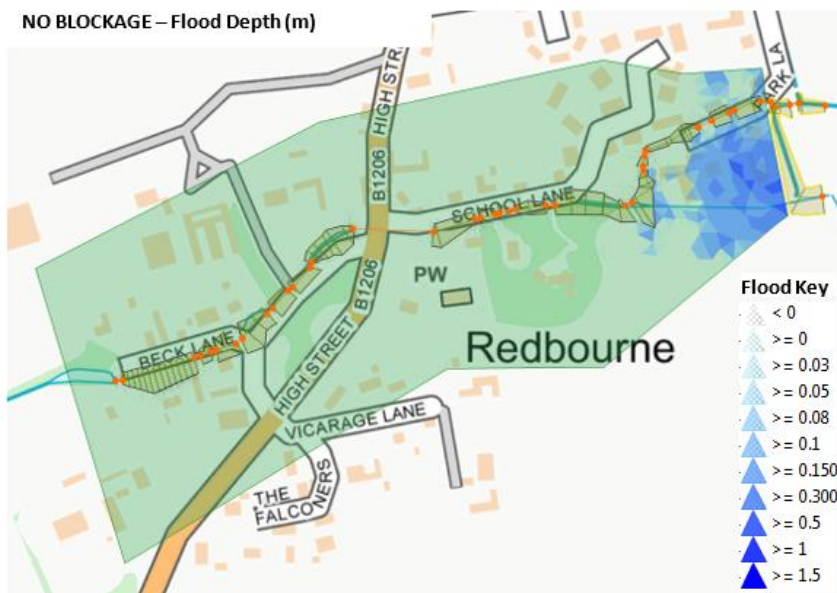 NO BLOCKAGE – Flood Depth (m)
HIGH STR
B1206
ARK LA
SCHOOL LANE
B1206
PW
BECK LANE
HIGH STREET
Redbourne
VICARAGE LANE
THE
FALCONERS
Flood Key
< 0
>= 0
>= 0.03
>= 0.05
>= 0.08
>= 0.1
>= 0.150
>= 0.300
>= 0.5
>= 1
>= 1.5